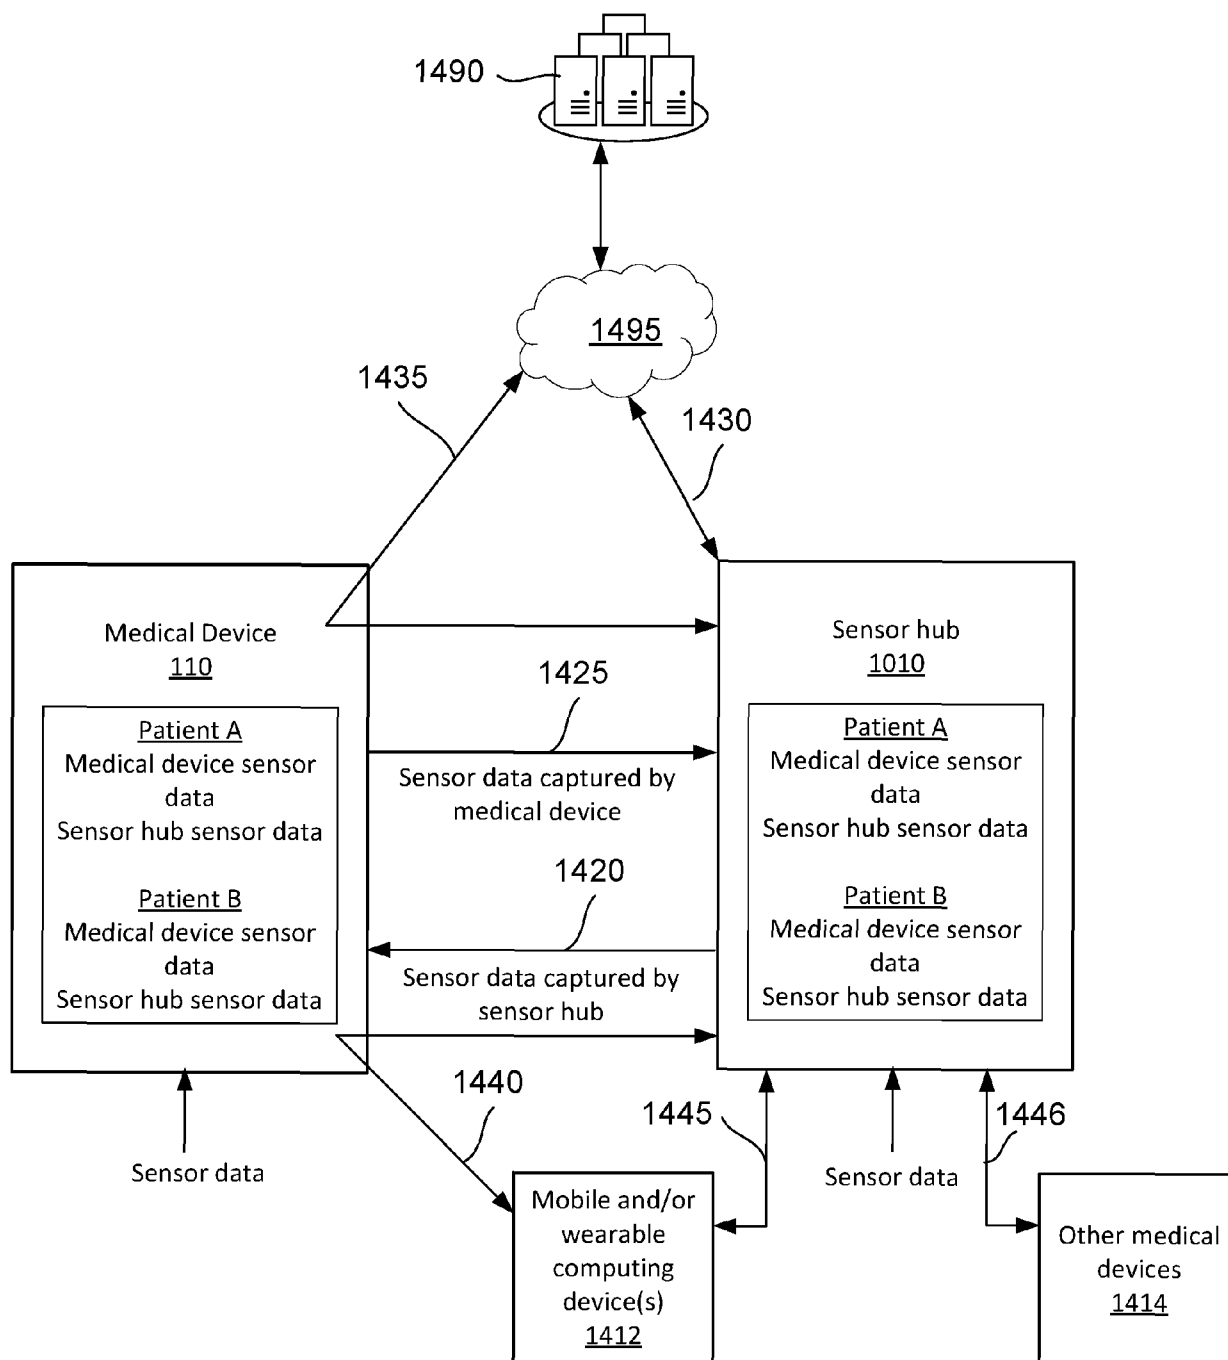 1490
1495
1435
1430
Medical Device
110
Patient A
Medical device sensor
data
Sensor hub sensor data
Patient B
Medical device sensor
data
Sensor hub sensor data
1425
Sensor data captured by
medical device
1420
Sensor data captured by
sensor hub
Sensor hub
1010
Patient A
Medical device sensor
data
Sensor hub sensor data
Patient B
Medical device sensor
data
Sensor hub sensor data
1440
1445
1446
Sensor data
Sensor data
Mobile and/or
wearable
computing
device(s)
1412
Other medical
devices
1414